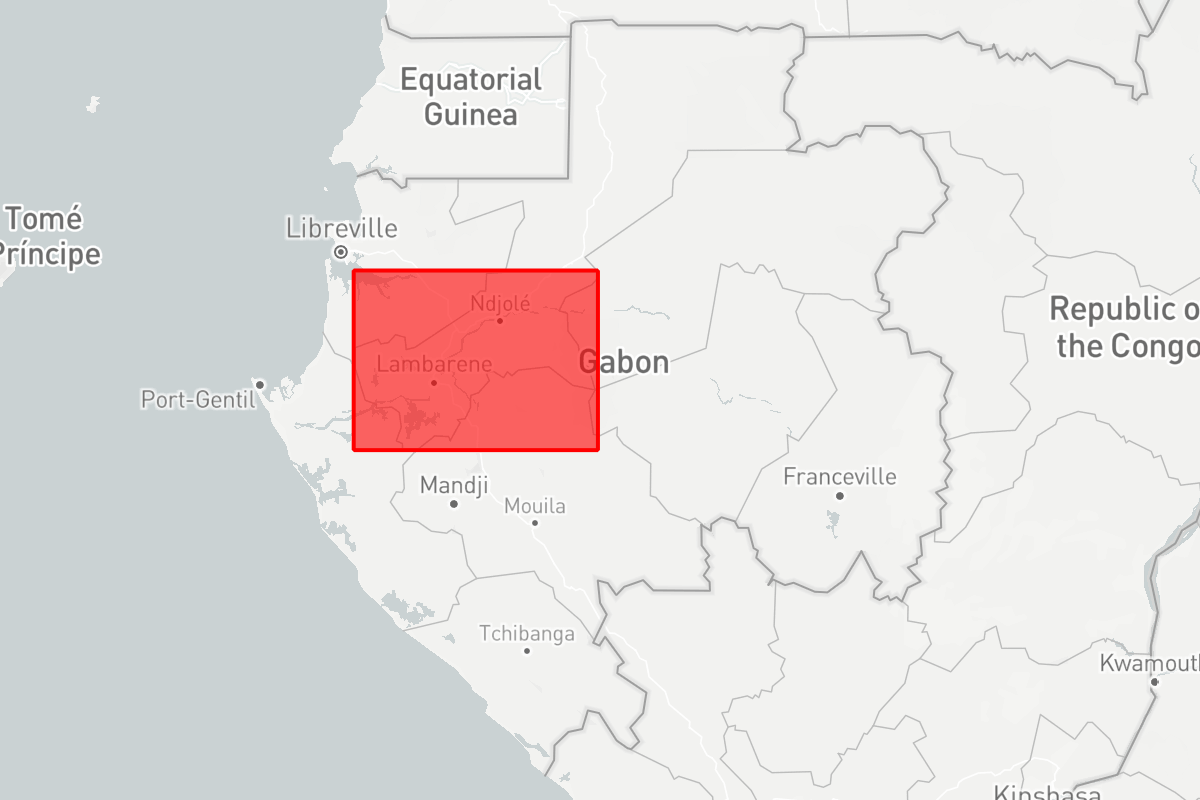 Equatorial
Guinea
Tomé
Príncipe
Libreville
Ndjolé
Republic o
the Congo
Lambarene
Gabon
Port-Gentil
Mandji
Mouila
Franceville
Tchibanga
Kwamouth
Kinshasa